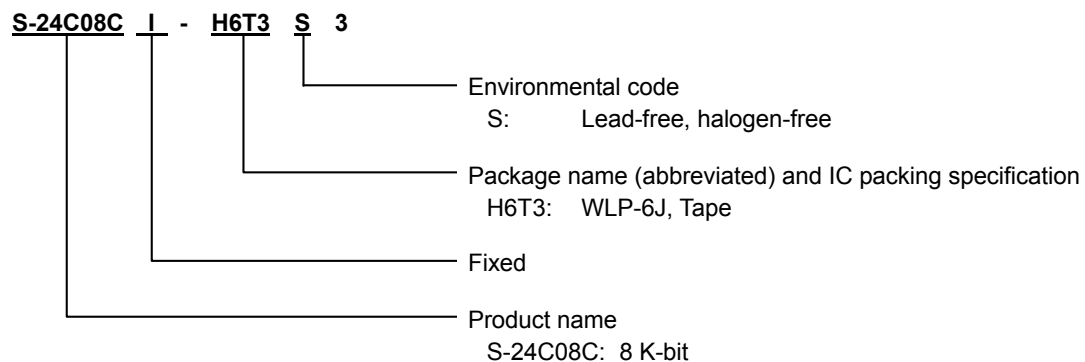 S-24C08C I - H6T3 S 3
Environmental code
S: Lead-free, halogen-free
Package name (abbreviated) and IC packing specification
H6T3: WLP-6J, Tape
Fixed
Product name
S-24C08C: 8 K-bit